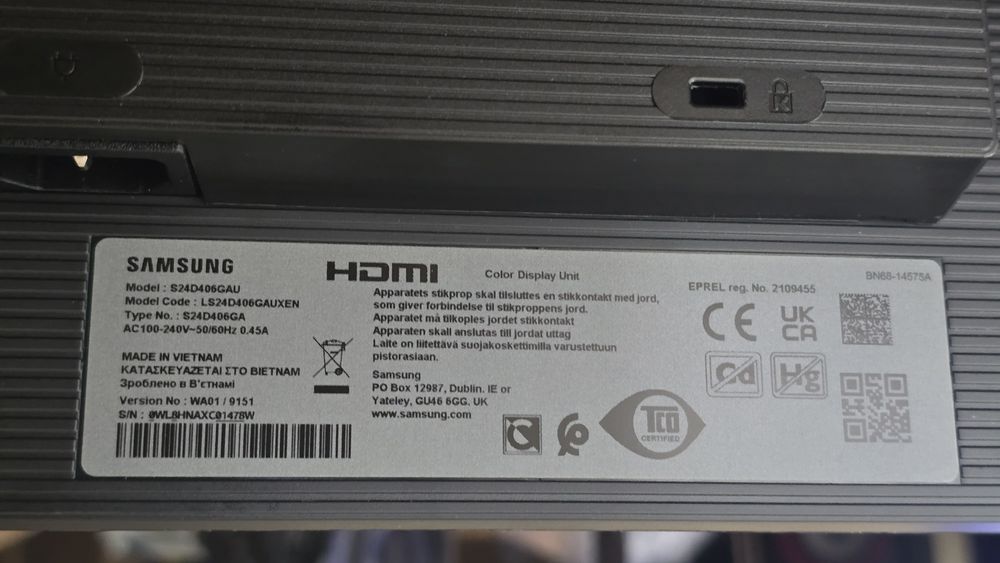 SAMSUNG
Model : S24D406GAU
Model Code : LS24D406GAUXEN
Type No. : S24D406GA
AC100-240V~50/60Hz 0.45A
MADE IN VIETNAM
ΚΑΤΑΣΚΕΥΑΖΕΤΑΙ ΣΤΟ ΒΙΕΤΝΑΜ
Зроблено в В'єтнамі
Version No : WA01 / 9151
S/N : 0WL8HNAXC01478W
HDMI
Color Display Unit
Apparatets stikprop skal tilsluttes en stikkontakt med jord,
som giver forbindelse til stikproppens jord.
Apparatet må tilkoples jordet stikkontakt
Apparaten skall anslutas till jordat uttag
Laite on liitettävä suojakoskettimilla varustettuun
pistorasiaan.
Samsung
PO Box 12987, Dublin. IE or
Yateley, GU46 6GG. UK
www.samsung.com
BN68-14575A
EPREL reg. No. 2109455
CE
UK
CA
Cd
Hg
TCO
CERTIFIED